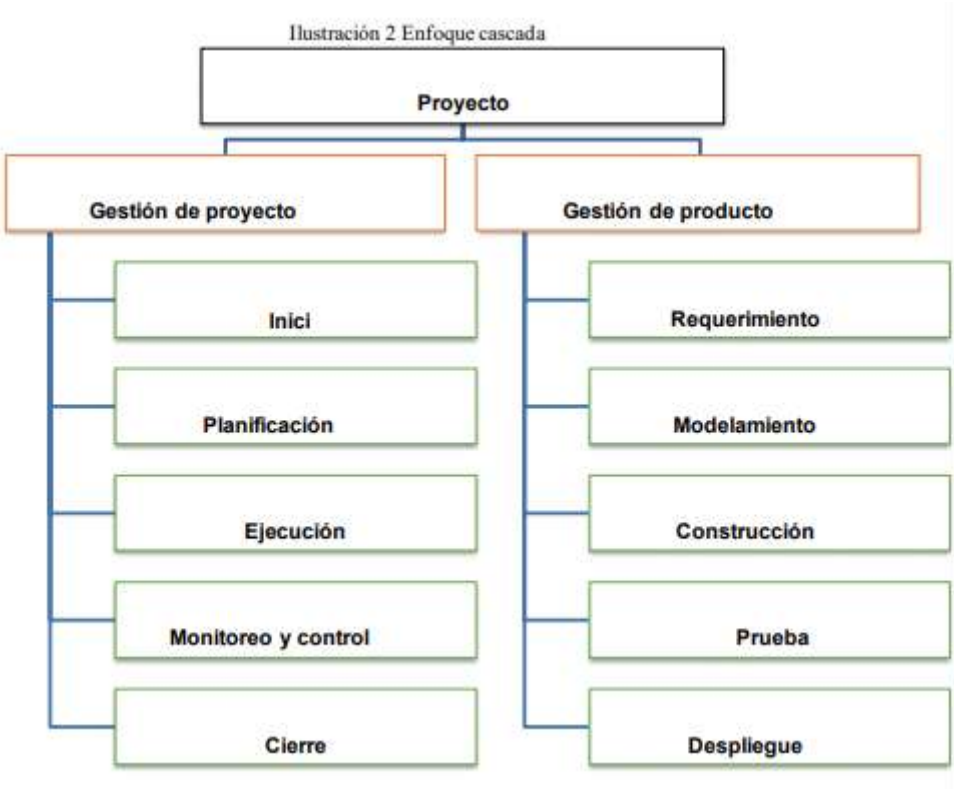 Ilustración 2 Enfoque cascada
Proyecto
Gestión de proyecto
Inici
Planificación
Ejecución
Monitoreo y control
Cierre
Gestión de producto
Requerimiento
Modelamiento
Construcción
Prueba
Despliegue